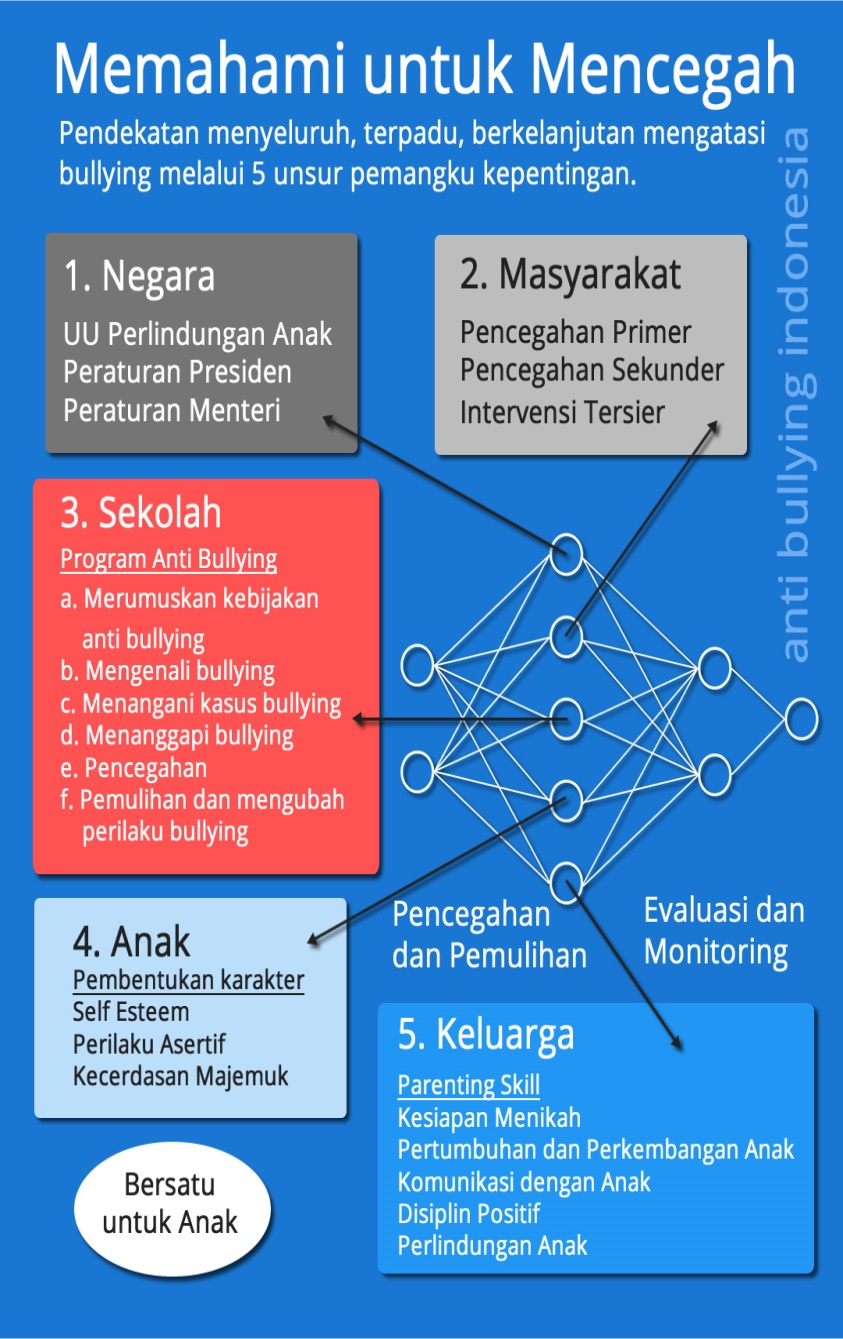 Memahami untuk Mencegah
Pendekatan menyeluruh, terpadu, berkelanjutan mengatasi
bullying melalui 5 unsur pemangku kepentingan.
anti bullying indonesia
1. Negara
UU Perlindungan Anak
Peraturan Presiden
Peraturan Menteri
2. Masyarakat
Pencegahan Primer
Pencegahan Sekunder
Intervensi Tersier
3. Sekolah
Program Anti Bullying
a. Merumuskan kebijakan
anti bullying
b. Mengenali bullying
c. Menangani kasus bullying
d. Menanggapi bullying
e. Pencegahan
f. Pemulihan dan mengubah
perilaku bullying
Pencegahan
dan Pemulihan
Evaluasi dan
Monitoring
4. Anak
Pembentukan karakter
Self Esteem
Perilaku Asertif
Kecerdasan Majemuk
5. Keluarga
Parenting Skill
Kesiapan Menikah
Pertumbuhan dan Perkembangan Anak
Komunikasi dengan Anak
Disiplin Positif
Perlindungan Anak
Bersatu
untuk Anak